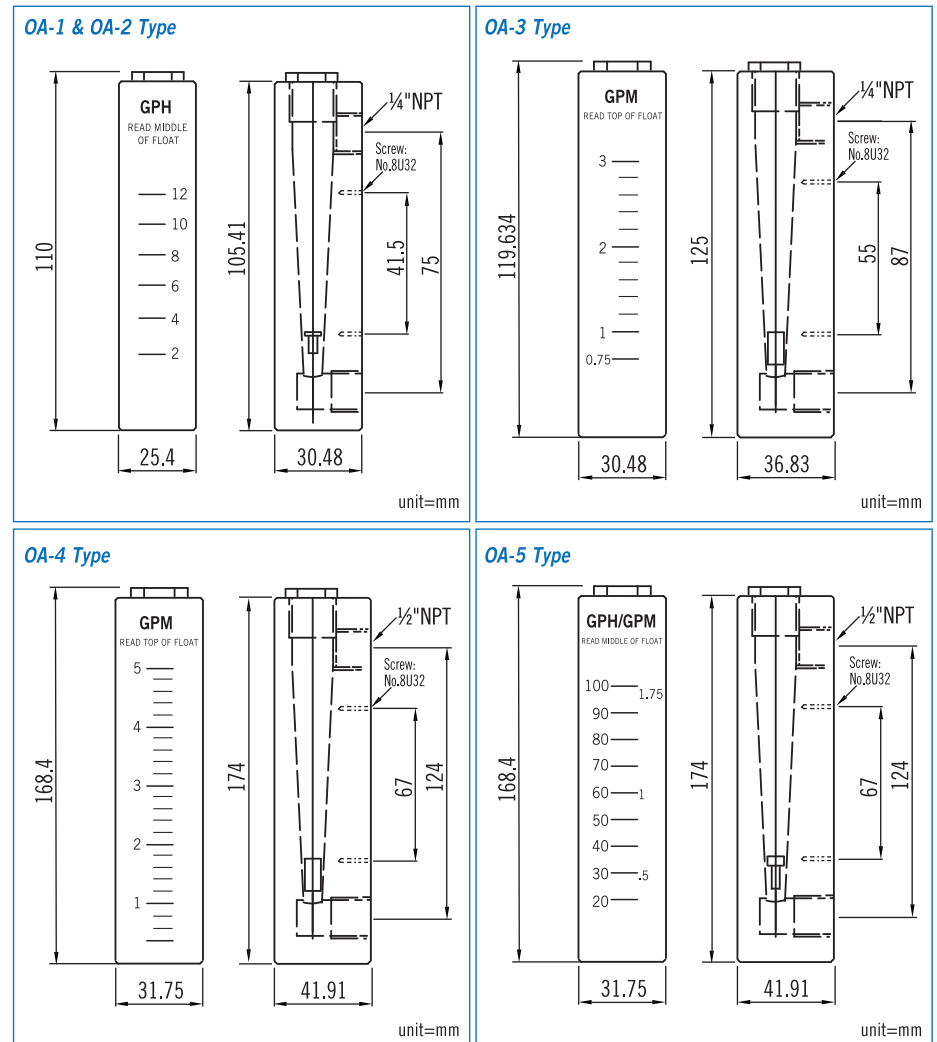 OA-1 & OA-2 Type
GPH
READ MIDDLE
OF FLOAT
12
10
8
6
4
2
110
25.4
105.41
30.48
¼"NPT
Screw:
No.8U32
41.5
75
unit=mm
OA-3 Type
GPM
READ TOP OF FLOAT
3
2
1
0.75
119.634
30.48
125
36.83
¼"NPT
Screw:
No.8U32
55
87
unit=mm
OA-4 Type
GPM
READ TOP OF FLOAT
5
4
3
2
1
168.4
31.75
174
41.91
½"NPT
Screw:
No.8U32
67
124
unit=mm
OA-5 Type
GPH/GPM
READ MIDDLE OF FLOAT
100 1.75
90
80
70
60 1
50
40
30 .5
20
168.4
31.75
174
41.91
½"NPT
Screw:
No.8U32
67
124
unit=mm